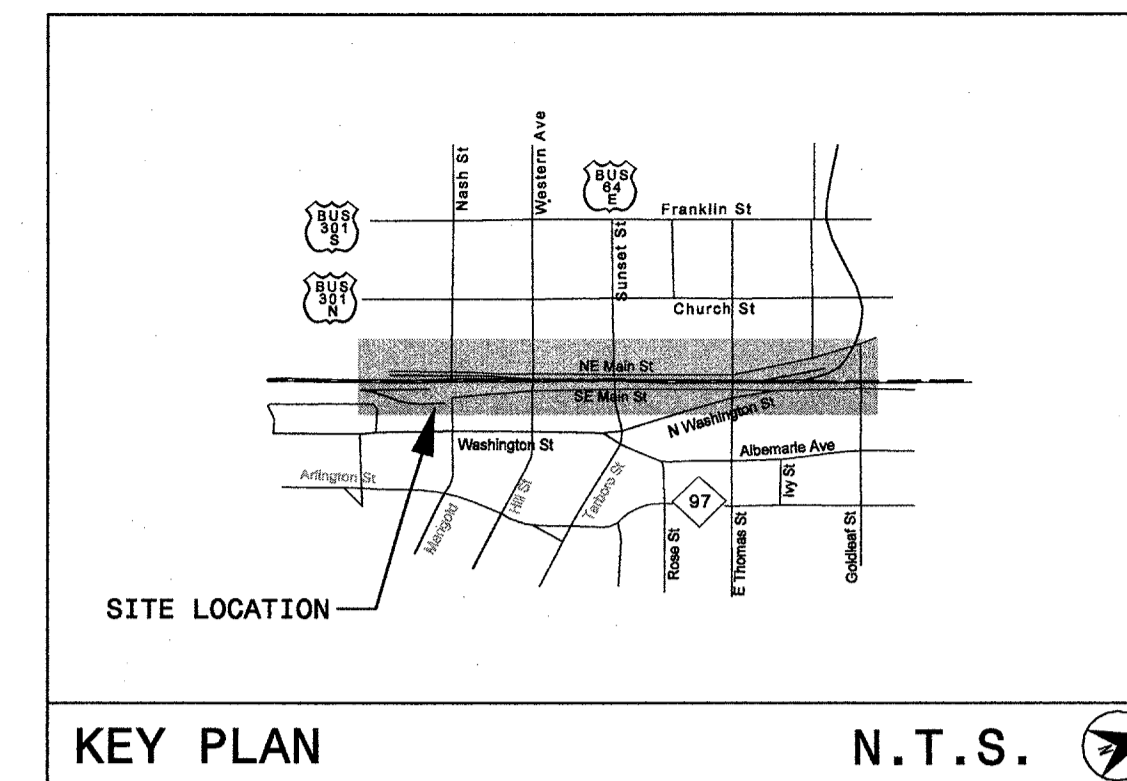 Nash St
Western Ave
BUS
64
E
BUS
301
S
Franklin St
Sunset St
BUS
301
N
Church St
NE Main St
SE Main St
N Washington St
Washington St
Albemarle Ave
Arlington St
Marigold
Hill St
Tarboro St
97
Ivy St
Rose St
E Thomas St
Goldleaf St
SITE LOCATION
KEY PLAN
N.T.S.
N